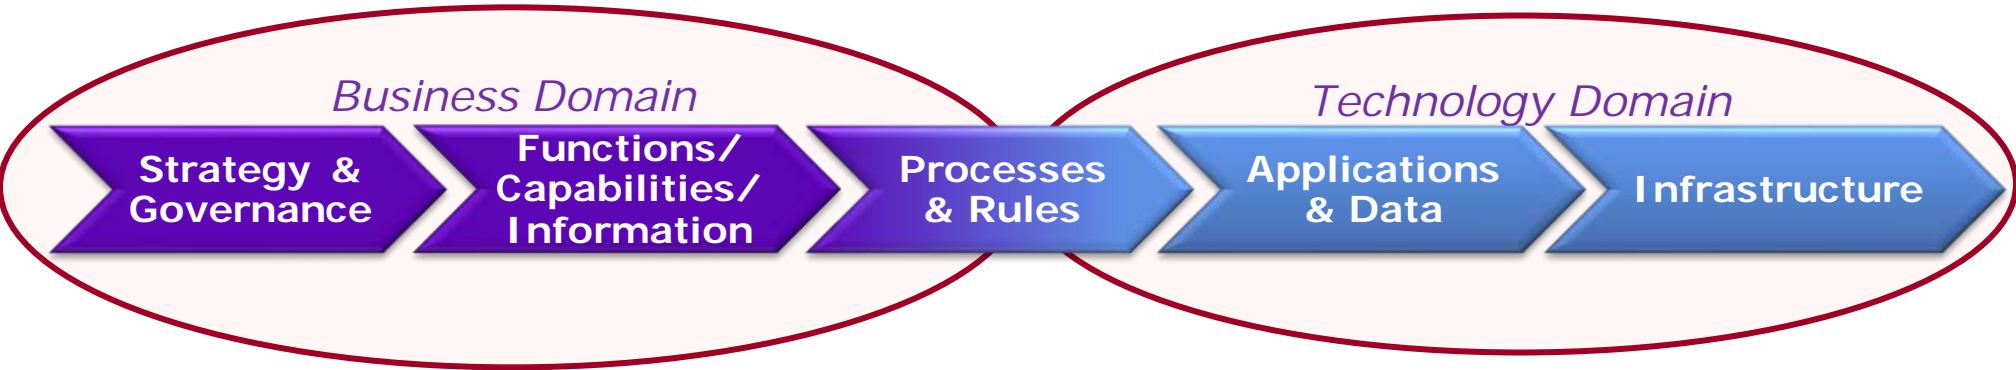 Business Domain
Technology Domain
Strategy &
Governance
Functions/
Capabilities/
Information
Processes
& Rules
Applications
& Data
Infrastructure